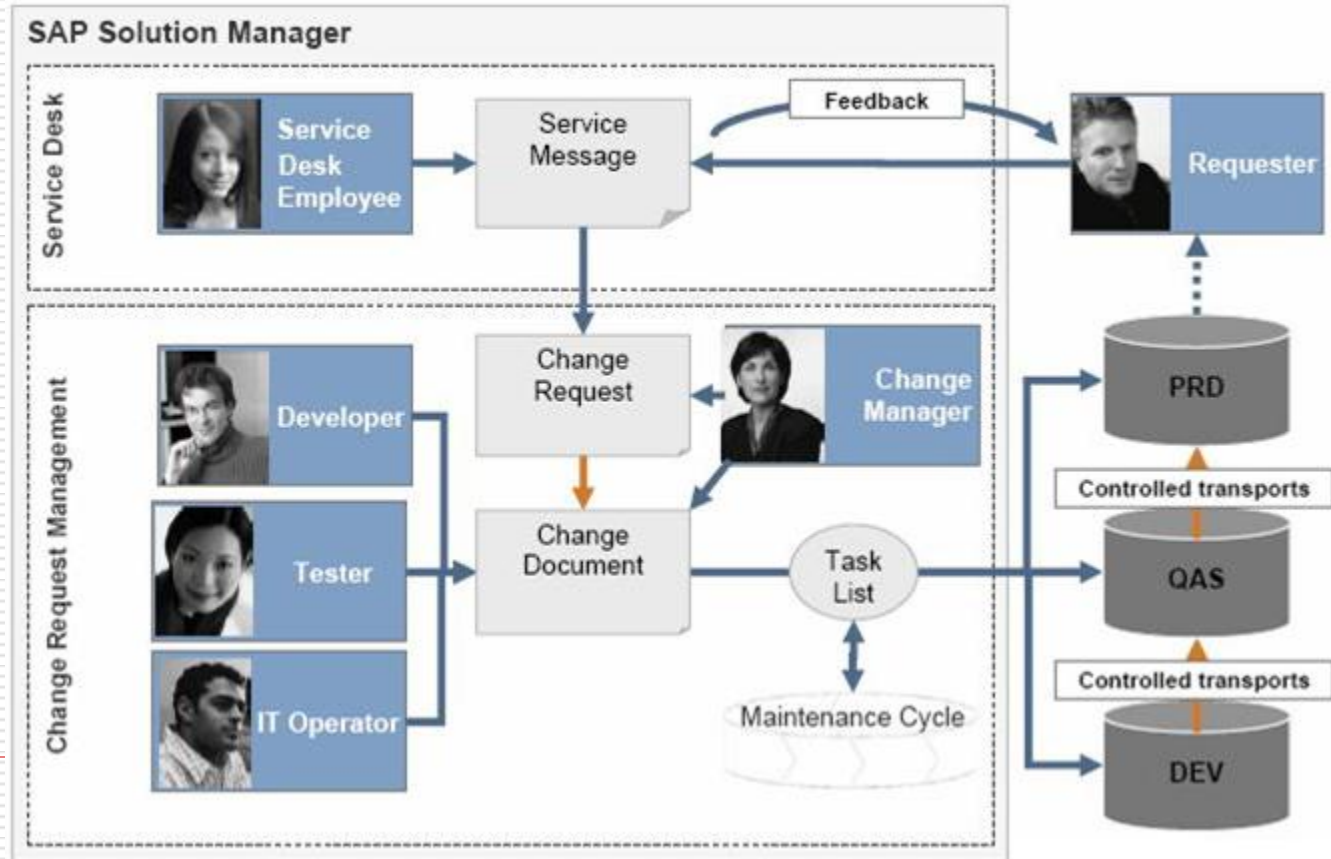 SAP Solution Manager
Service Desk
Service
Desk
Employee
Service
Message
Feedback
Requester
Change Request Management
Developer
Change
Request
Change
Manager
PRD
Controlled transports
Tester
Change
Document
Task
List
QAS
Controlled transports
IT Operator
Maintenance Cycle
DEV